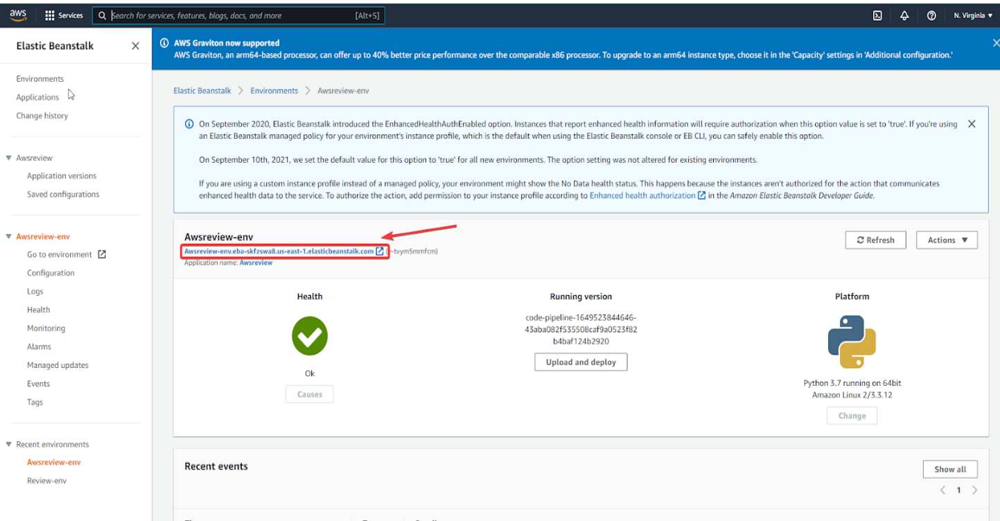 aws
Services
Search for services, features, blogs, docs, and more
[Alt+S]
N. Virginia
Elastic Beanstalk
Environments
Applications
Change history
Awsreview
Application versions
Saved configurations
Awsreview-env
Go to environment
Configuration
Logs
Health
Monitoring
Alarms
Managed updates
Events
Tags
Recent environments
Awsreview-env
Review-env
AWS Graviton now supported
AWS Graviton, an arm64-based processor, can offer up to 40% better price performance over the comparable x86 processor. To upgrade to an arm64 instance type, choose it in the 'Capacity' settings in 'Additional configuration.'
Elastic Beanstalk > Environments > Awsreview-env
On September 2020, Elastic Beanstalk introduced the EnhancedHealthAuthEnabled option. Instances that report enhanced health information will require authorization when this option value is set to 'true'. If you're using
an Elastic Beanstalk managed policy for your environment's instance profile, which is the default when using the Elastic Beanstalk console or EB CLI, you can safely enable this option.
On September 10th, 2021, we set the default value for this option to 'true' for all new environments. The option setting was not altered for existing environments.
If you are using a custom instance profile instead of a managed policy, your environment might show the No Data health status. This happens because the instances aren't authorized for the action that communicates
enhanced health data to the service. To authorize the action, add permission to your instance profile according to Enhanced health authorization in the Amazon Elastic Beanstalk Developer Guide.
Awsreview-env
Awsreview-env.eba-skfzswa8.us-east-1.elasticbeanstalk.com -tvym5mmfcm)
Application name: Awsreview
Refresh
Actions
Health
Ok
Causes
Running version
code-pipeline-1649523844646-
43aba082f535508caf9a0523f82
b4baf124b2920
Upload and deploy
Platform
Python 3.7 running on 64bit
Amazon Linux 2/3.3.12
Change
Recent events
Show all
< 1 >